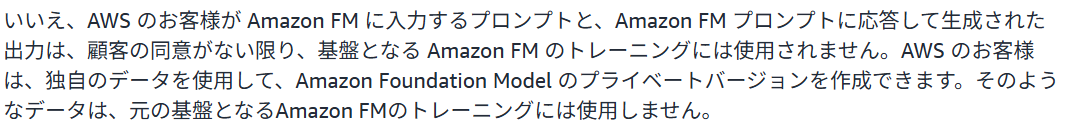 いいえ、AWS のお客様が Amazon FM に入力するプロンプトと、Amazon FM プロンプトに応答して生成された
出力は、顧客の同意がない限り、基盤となる Amazon FM のトレーニングには使用されません。AWS のお客様
は、独自のデータを使用して、Amazon Foundation Model のプライベートバージョンを作成できます。そのよう
なデータは、元の基盤となるAmazon FMのトレーニングには使用しません。